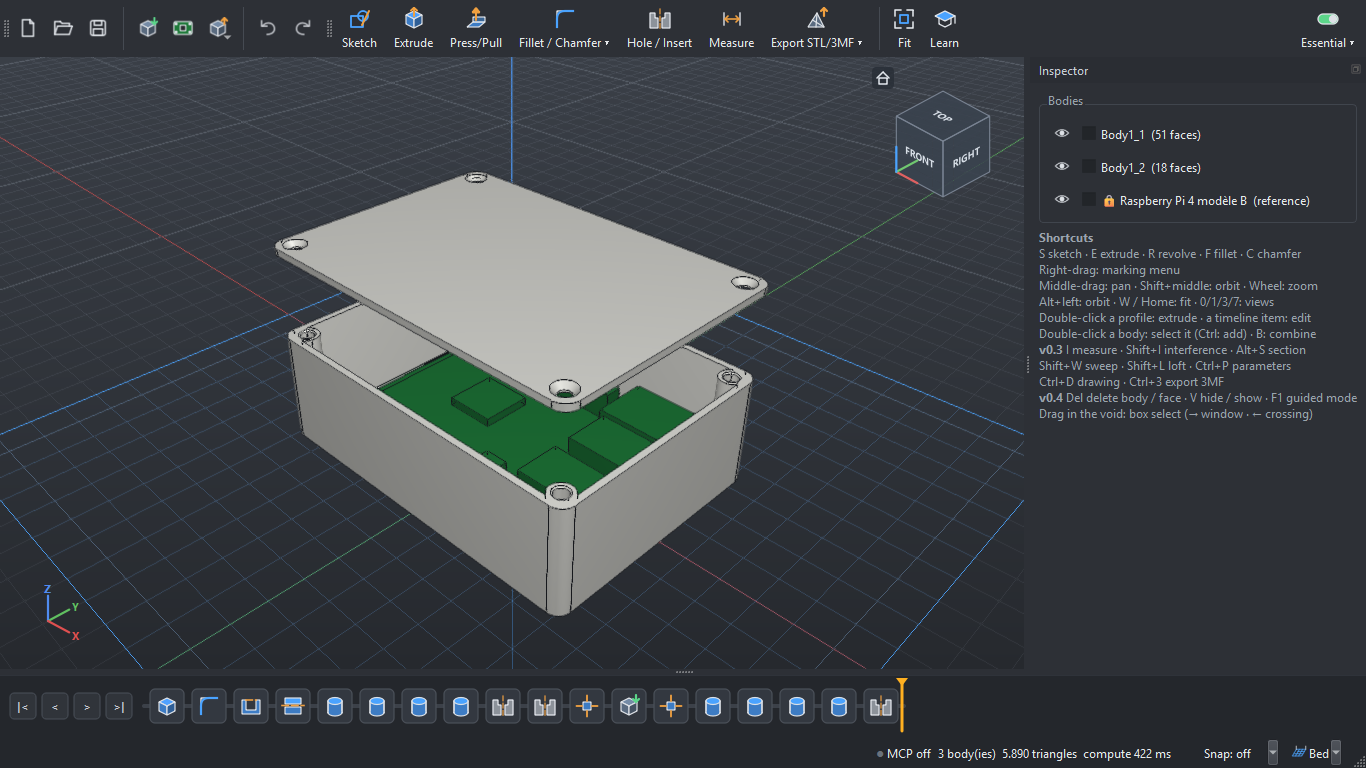 Sketch
Extrude
Press/Pull
Fillet / Chamfer
Hole / Insert
Measure
Export STL/3MF
Fit
Learn
Essential
TOP
FRONT
RIGHT
Z
Y
X
Inspector
Bodies
Body1_1 (51 faces)
Body1_2 (18 faces)
Raspberry Pi 4 modèle B (reference)
Shortcuts
S sketch · E extrude · R revolve · F fillet · C chamfer
Right-drag: marking menu
Middle-drag: pan · Shift+middle: orbit · Wheel: zoom
Alt+left: orbit · W / Home: fit · 0/1/3/7: views
Double-click a profile: extrude · a timeline item: edit
Double-click a body: select it (Ctrl: add) · B: combine
v0.3 I measure · Shift+I interference · Alt+S section
Shift+W sweep · Shift+L loft · Ctrl+P parameters
Ctrl+D drawing · Ctrl+3 export 3MF
v0.4 Del delete body / face · V hide / show · F1 guided mode
Drag in the void: box select (→ window · ← crossing)
|< < > >|
MCP off 3 body(ies) 5.890 triangles compute 422 ms
Snap: off
Bed